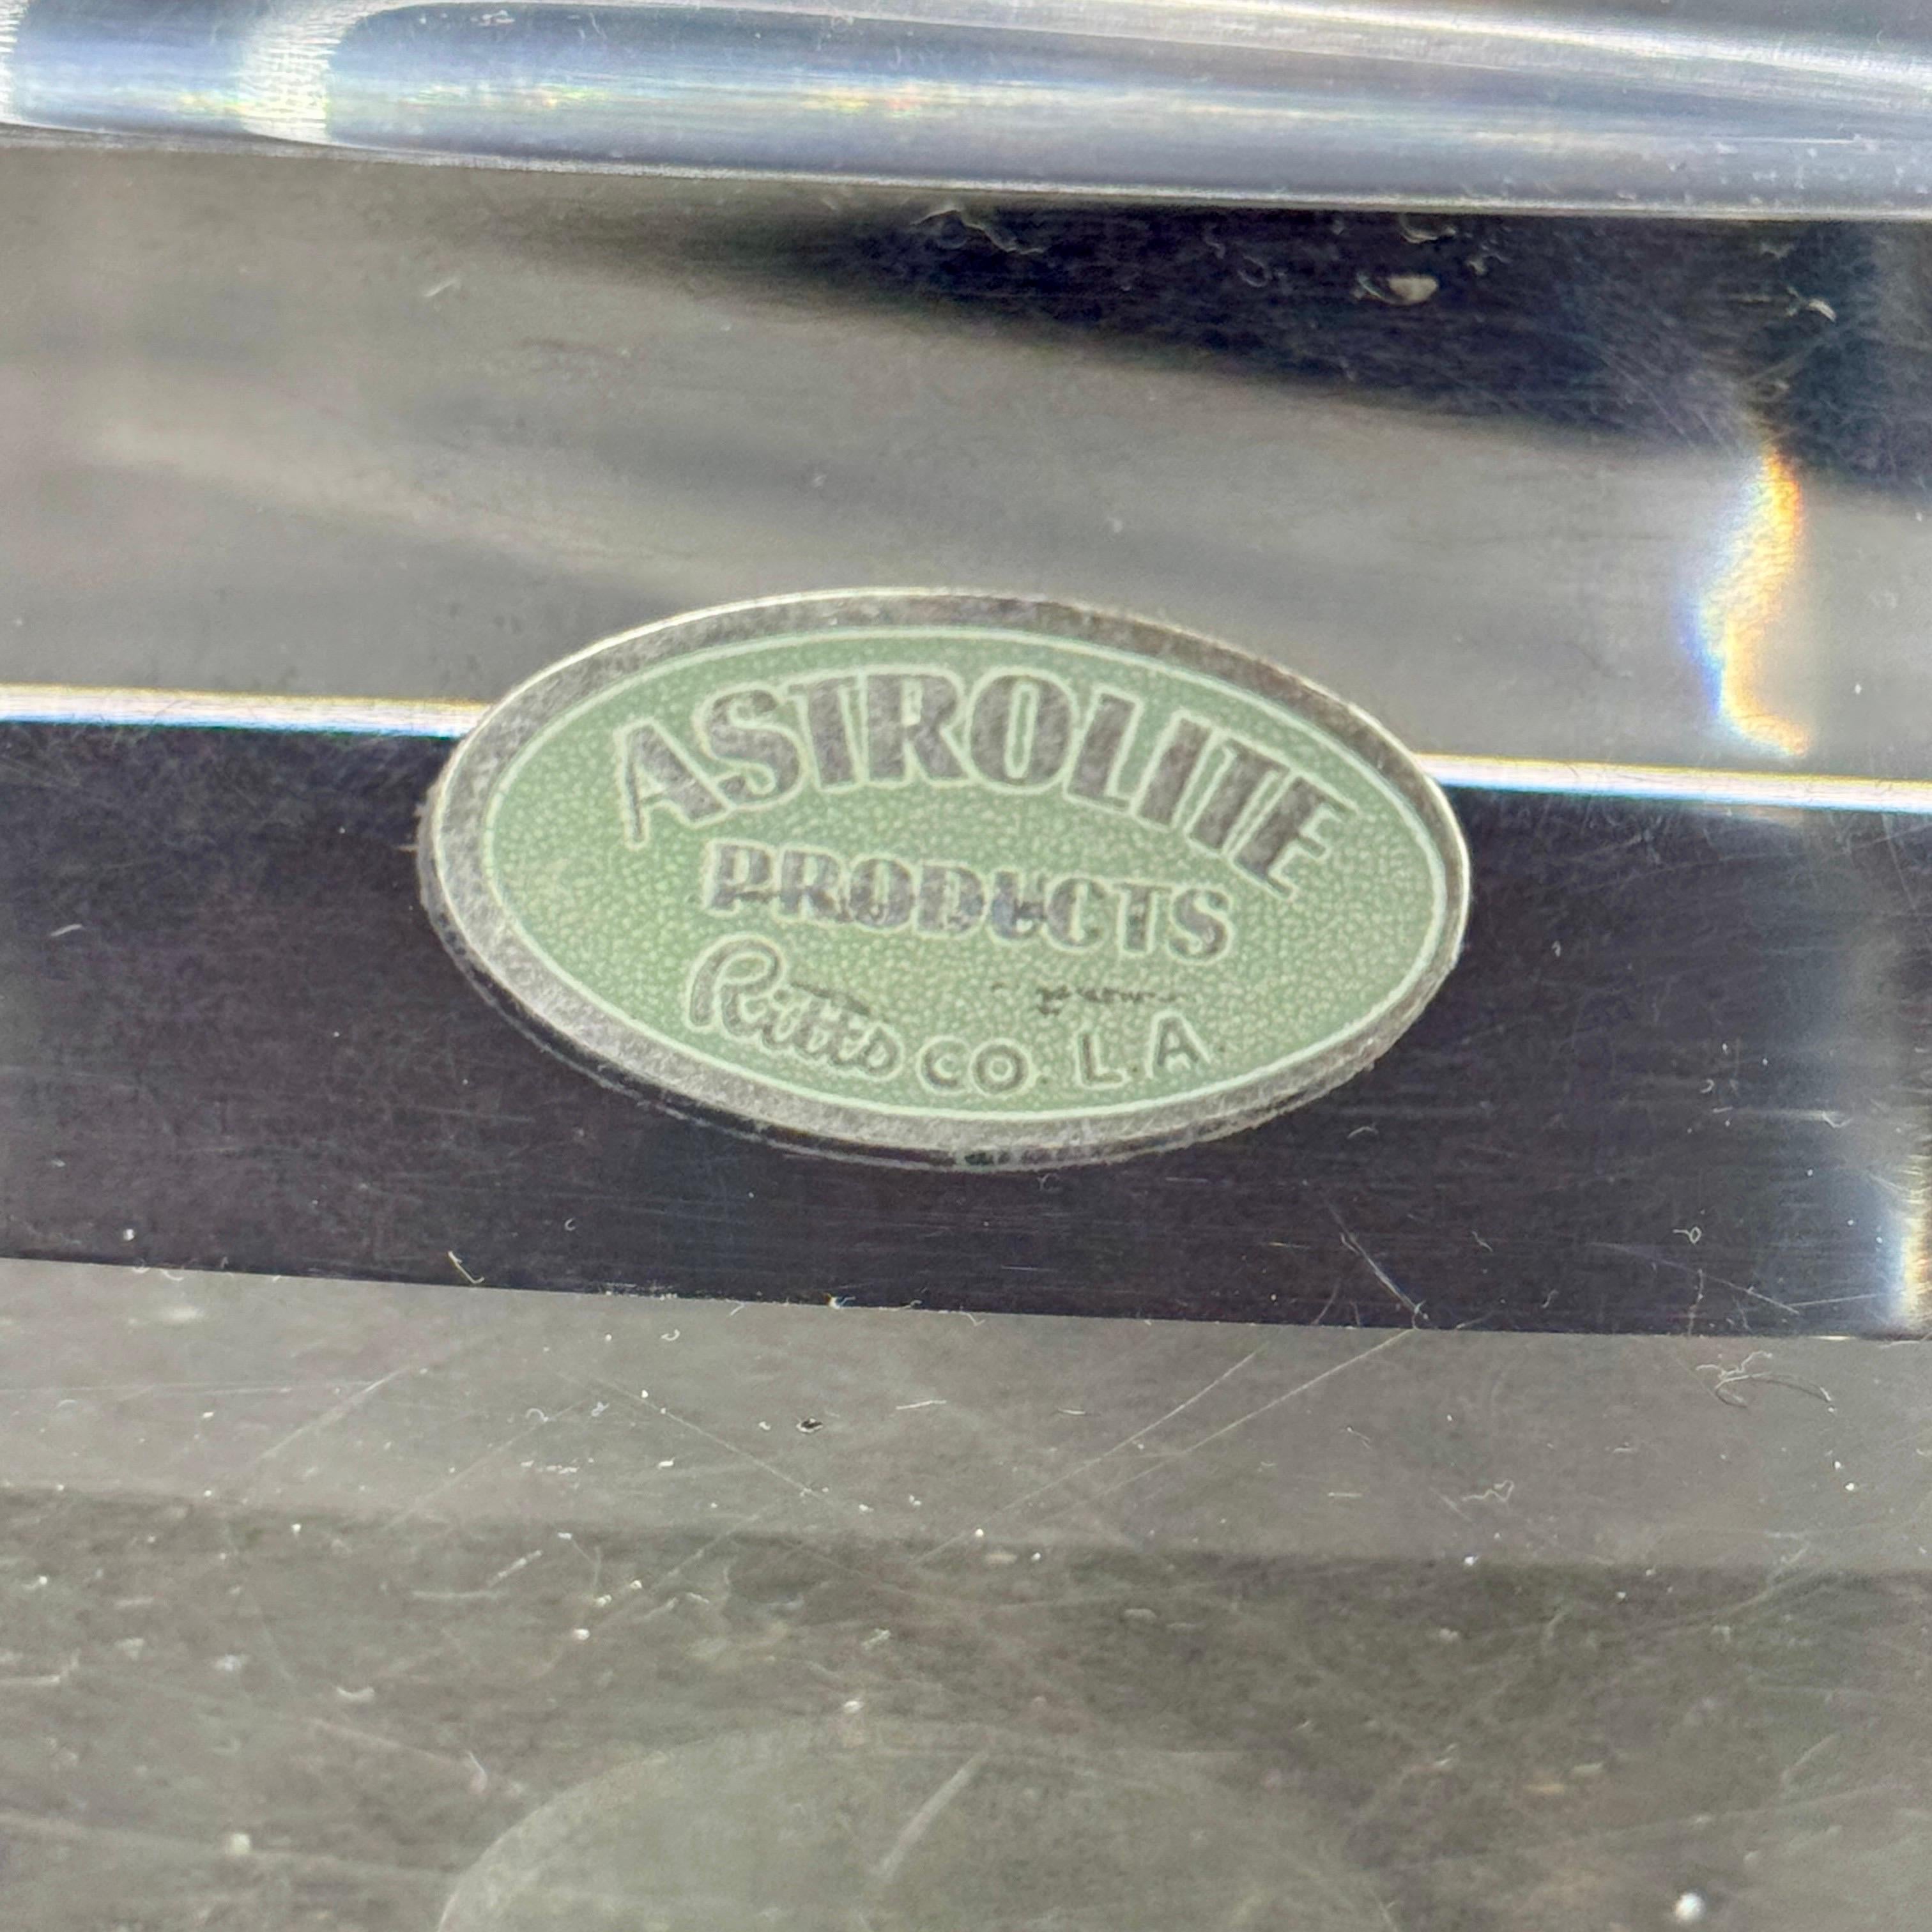 ASTROLITE
PRODUCTS
Ritts CO. L.A.